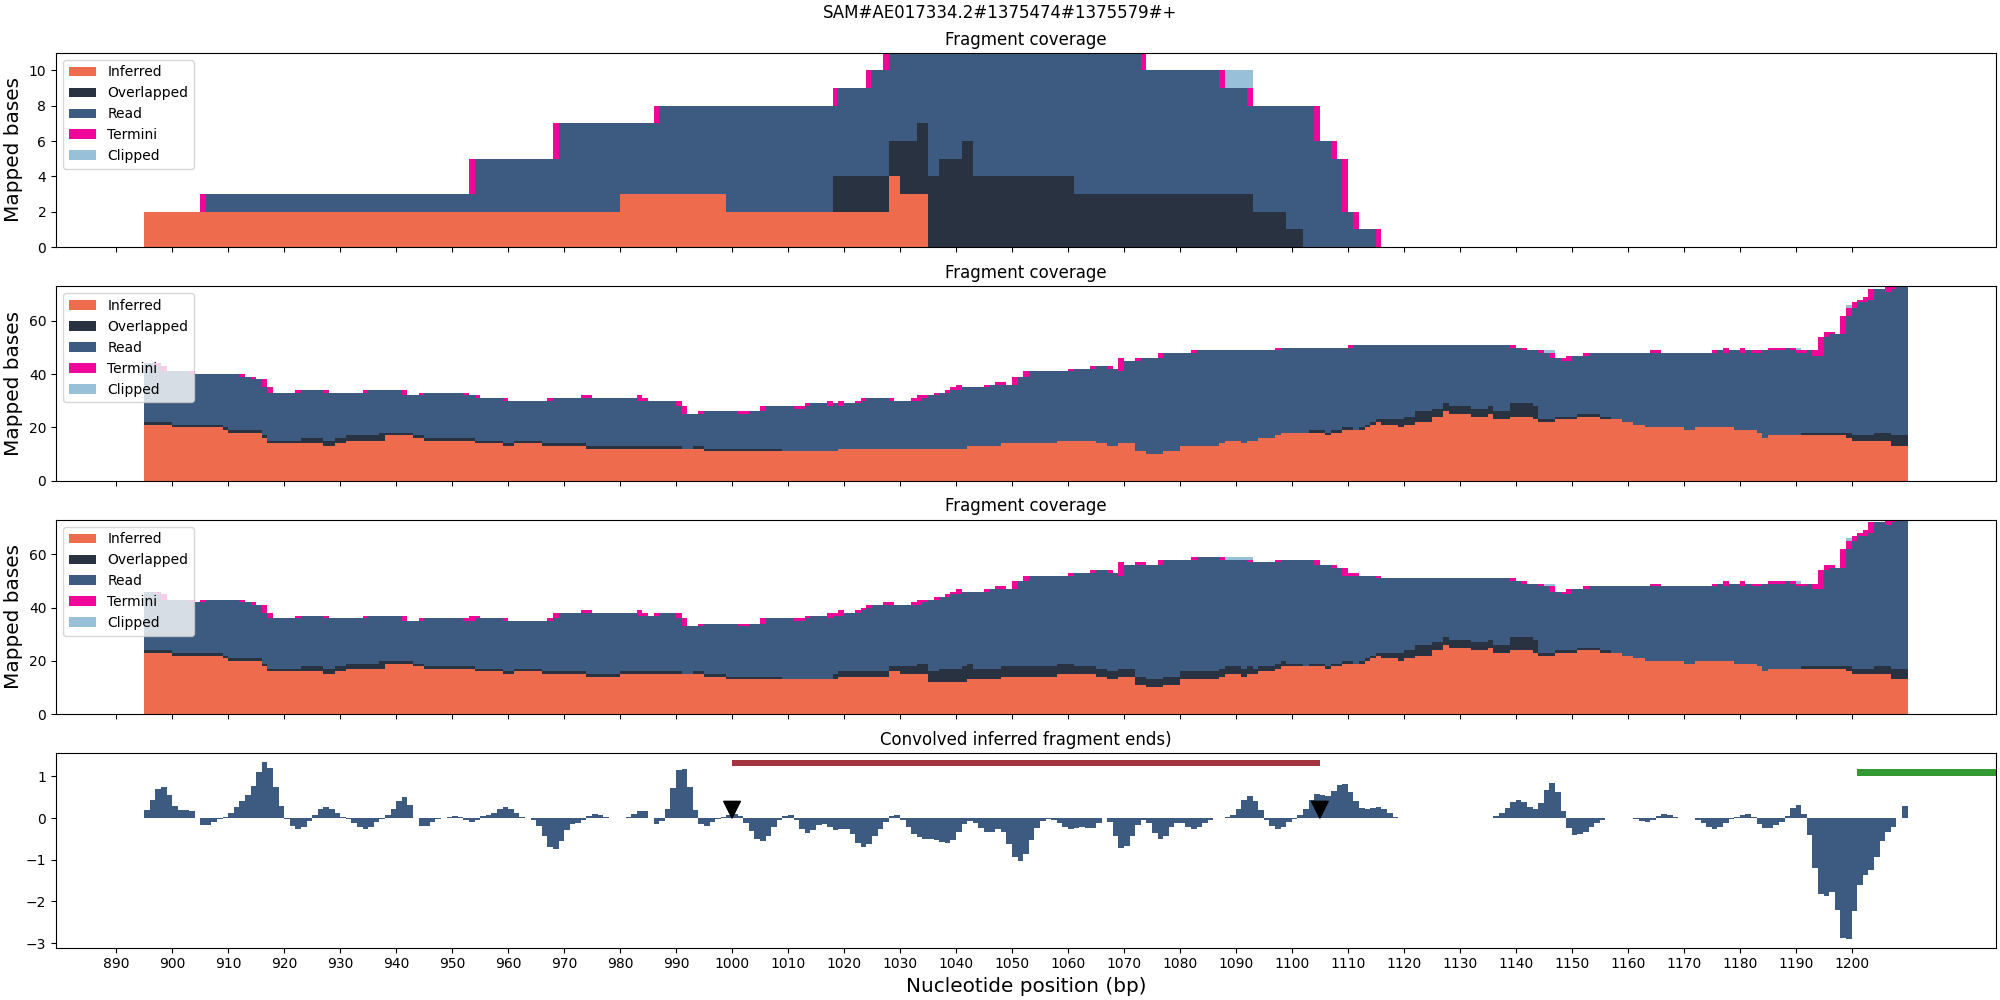 SAM#AE017334.2#1375474#1375579#+
Fragment coverage
Mapped bases
10
8
6
4
2
0
Inferred
Overlapped
Read
Termini
Clipped
Fragment coverage
Mapped bases
60
40
20
0
Inferred
Overlapped
Read
Termini
Clipped
Fragment coverage
Mapped bases
60
40
20
0
Inferred
Overlapped
Read
Termini
Clipped
Convolved inferred fragment ends)
1
0
−1
−2
−3
890 900 910 920 930 940 950 960 970 980 990 1000 1010 1020 1030 1040 1050 1060 1070 1080 1090 1100 1110 1120 1130 1140 1150 1160 1170 1180 1190 1200
Nucleotide position (bp)